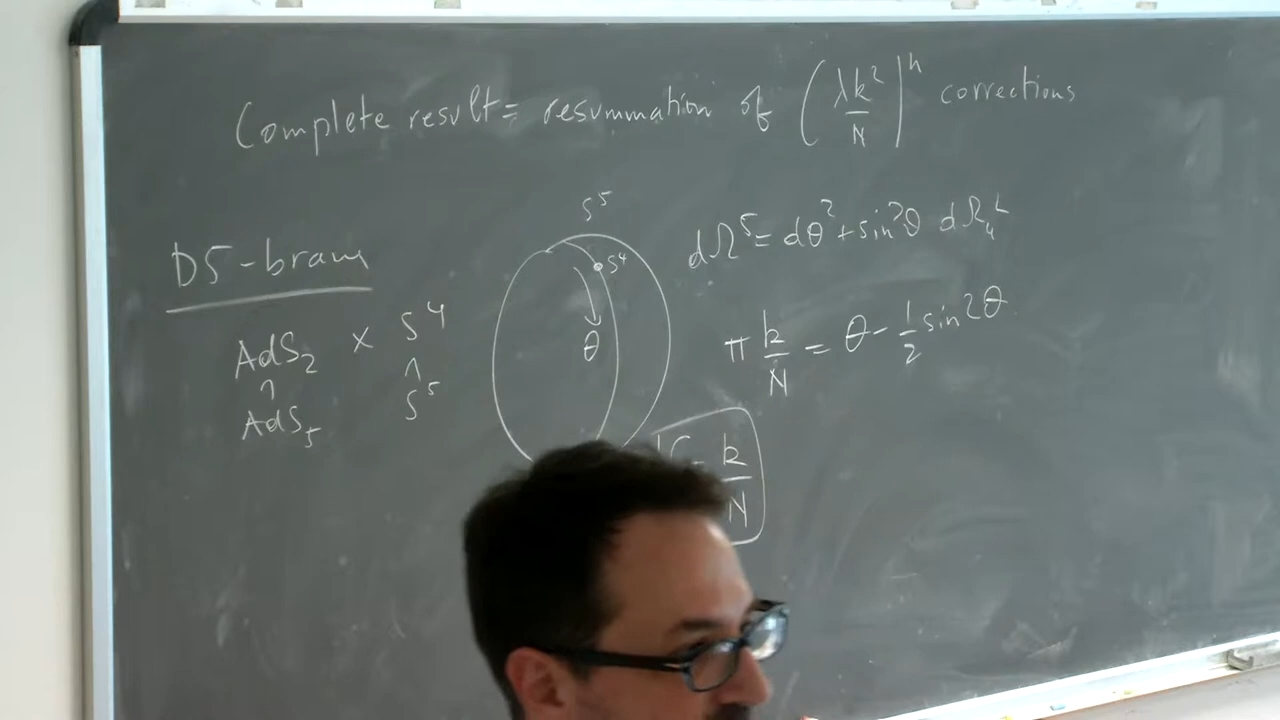 Complete result = resummation of (λk²/N)ⁿ corrections
D5-brane
AdS₂ × S⁴
∧ ∧
AdS₅ S⁵
S⁵
S⁴
θ
dΩ⁵ = dθ² + sin²θ dΩ₄²
π k/N = θ - 1/2 sin2θ
k/N